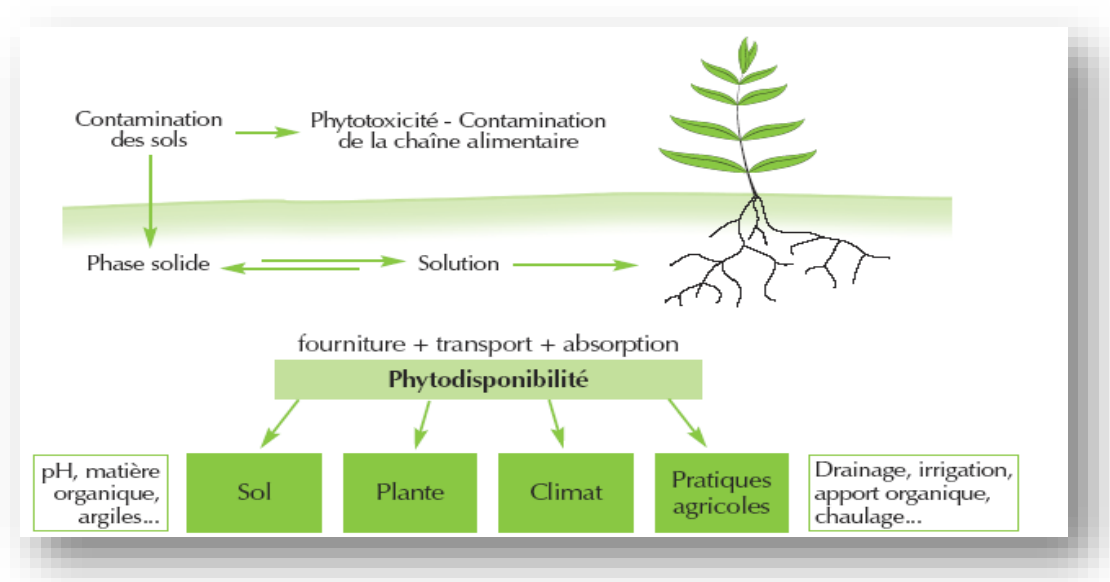 Contamination
des sols
Phytotoxicité - Contamination
de la chaîne alimentaire
Phase solide
Solution
fourniture + transport + absorption
Phytodisponibilité
pH, matière
organique,
argiles...
Sol
Plante
Climat
Pratiques
agricoles
Drainage, irrigation,
apport organique,
chaulage...